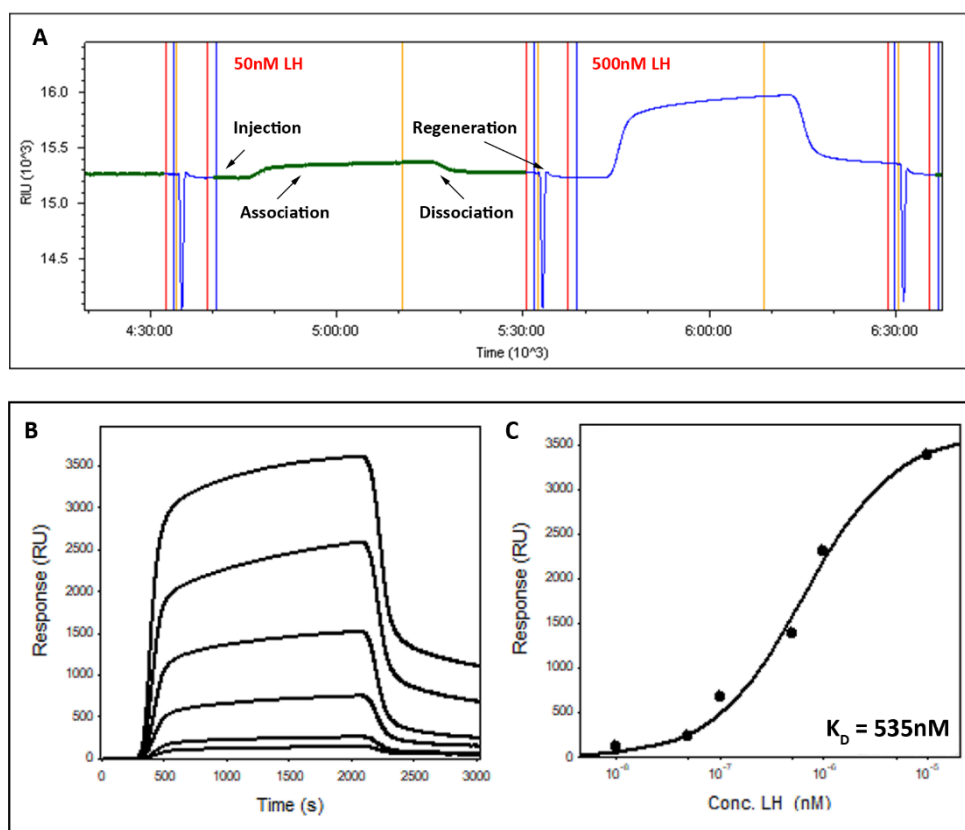 A
50nM LH
500nM LH
16.0
15.5
15.0
14.5
RIU (10^3)
Injection
Regeneration
Association
Dissociation
4:30:00 5:00:00 5:30:00 6:00:00 6:30:00
Time (10^3)
B
3500
3000
2500
2000
1500
1000
500
0
Response (RU)
0 500 1000 1500 2000 2500 3000
Time (s)
C
3500
3000
2500
2000
1500
1000
500
0
Response (RU)
K_D = 535nM
10⁻⁸ 10⁻⁷ 10⁻⁶ 10⁻⁵
Conc. LH (nM)